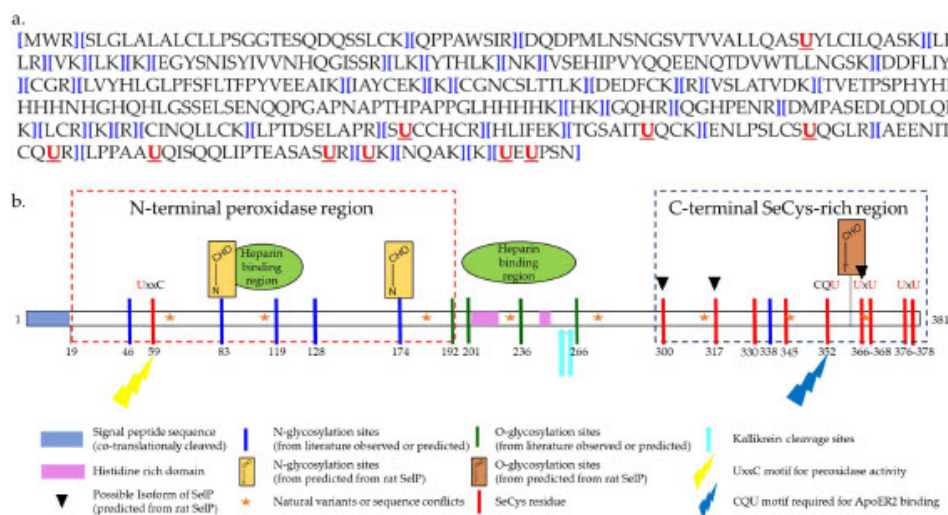 a.
[MWR][SLGLALALCLLPSGGTESQDQSSLCK][QPPAWSIR][DQDPMLNSNGSVTVVALLQASUYLCILQASK][LE
LR][VK][LK][K][EGYSNISYIVVNHQGISSR][LK][YTHLK][NK][VSEHIPVYQQEENQTDVWTLLNGSK][DDFLIY
][CGR][LVYHLGLPFSFLTFPYVEEAIK][IAYCEK][K][CGNCSLTTLK][DEDFCK][R][VSLATVDK][TVETPSPHYH
HHHNHGHQHLGSSELSENQQPGAPNAPTHPAPPGLHHHHK][HK][GQHR][QGHPENR][DMPASEDLQDLQ
K][LCR][K][R][CINQLLCK][LPTDSELAPR][SUCCHCR][HLIFEK][TGSAITUQCK][ENLPSLCSUQGLR][AEENI
CQUR][LPPAAUQISQQLIPTEASASUR][UK][NQAK][K][UEUPSN]
b.
N-terminal peroxidase region
C-terminal SeCys-rich region
CHO
N
Heparin
binding
region
CHO
N
Heparin
binding
region
CHO
T
UxxC
CQU
UxU
UxU
1
381
19
46
59
83
119
128
174
192
201
236
266
300
317
330
338
345
352
366-368
376-378
Signal peptide sequence
(co-translationaly cleaved)
N-glycosylation sites
(from literature observed or predicted)
O-glycosylation sites
(from literature observed or predicted)
Kallikrein cleavage sites
Histidine rich domain
N-glycosylation sites
(from predicted from rat SelP)
O-glycosylation sites
(from predicted from rat SelP)
UxxC motif for peroxidase activity
Possible Isoform of SelP
(predicted from rat SelP)
Natural variants or sequence conflicts
SeCys residue
CQU motif required for ApoER2 binding